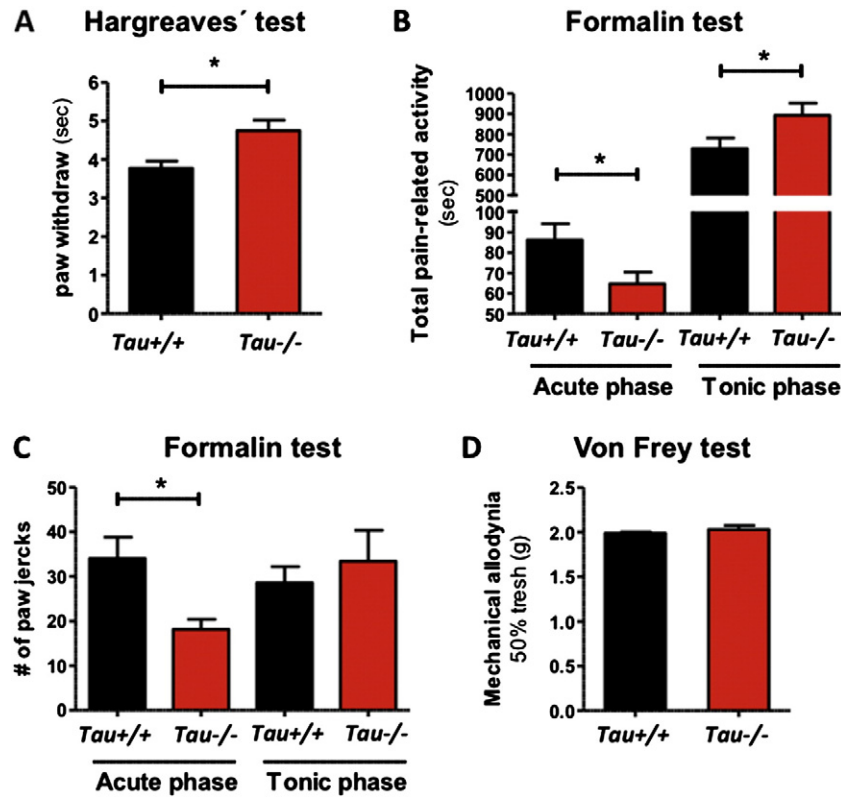 A Hargreaves´ test
*
paw withdraw (sec)
6
5
4
3
2
1
0
Tau+/+ Tau-/-
B Formalin test
*
*
Total pain-related activity
(sec)
1000
900
800
700
600
500
100
90
80
70
60
50
Tau+/+ Tau-/- Tau+/+ Tau-/-
Acute phase Tonic phase
C Formalin test
*
# of paw jercks
50
40
30
20
10
0
Tau+/+ Tau-/- Tau+/+ Tau-/-
Acute phase Tonic phase
D Von Frey test
Mechanical allodynia
50% tresh (g)
2.5
2.0
1.5
1.0
0.5
0.0
Tau+/+ Tau-/-